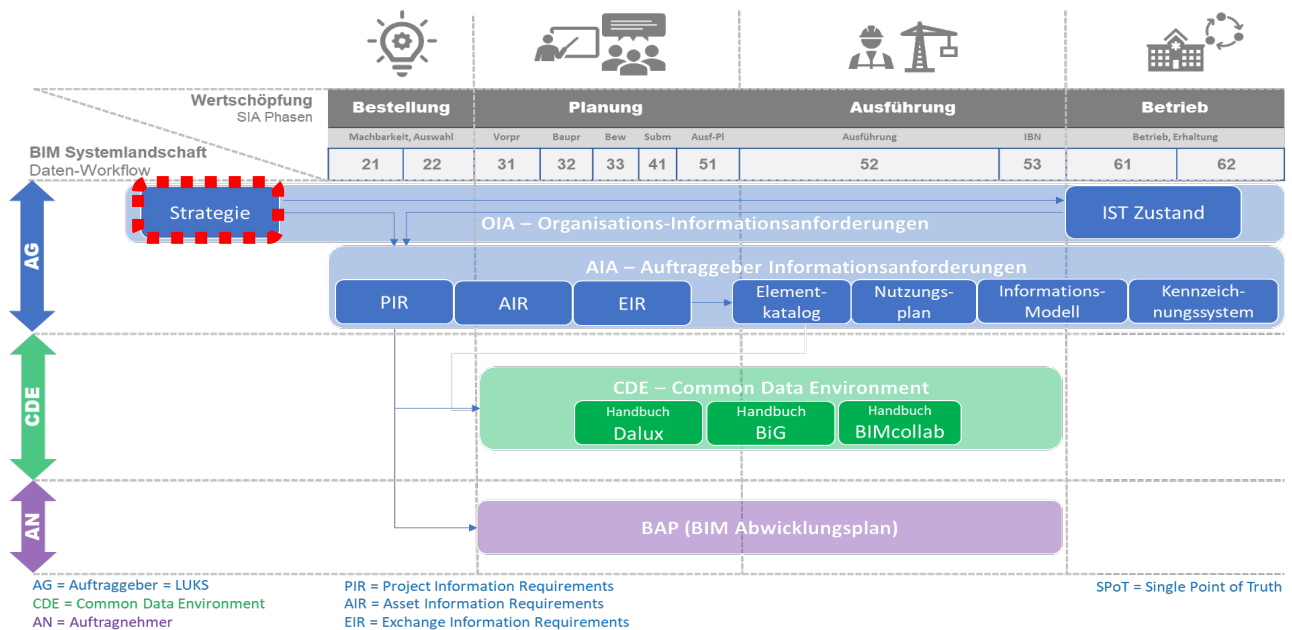 Wertschöpfung
SIA Phasen
Bestellung Planung Ausführung Betrieb
Machbarkeit, Auswahl Vorpr Baupr Bew Subm Ausf-Pl Ausführung IBN Betrieb, Erhaltung
BIM Systemlandschaft
Daten-Workflow
21 22 31 32 33 41 51 52 53 61 62
AG
Strategie
IST Zustand
OIA – Organisations-Informationsanforderungen
AIA – Auftraggeber Informationsanforderungen
PIR
AIR
EIR
Element-
katalog
Nutzungs-
plan
Informations-
Modell
Kennzeich-
nungssystem
CDE
CDE – Common Data Environment
Handbuch
Dalux
Handbuch
BiG
Handbuch
BIMcollab
AN
BAP (BIM Abwicklungsplan)
AG = Auftraggeber = LUKS
CDE = Common Data Environment
AN = Auftragnehmer
PIR = Project Information Requirements
AIR = Asset Information Requirements
EIR = Exchange Information Requirements
SPoT = Single Point of Truth